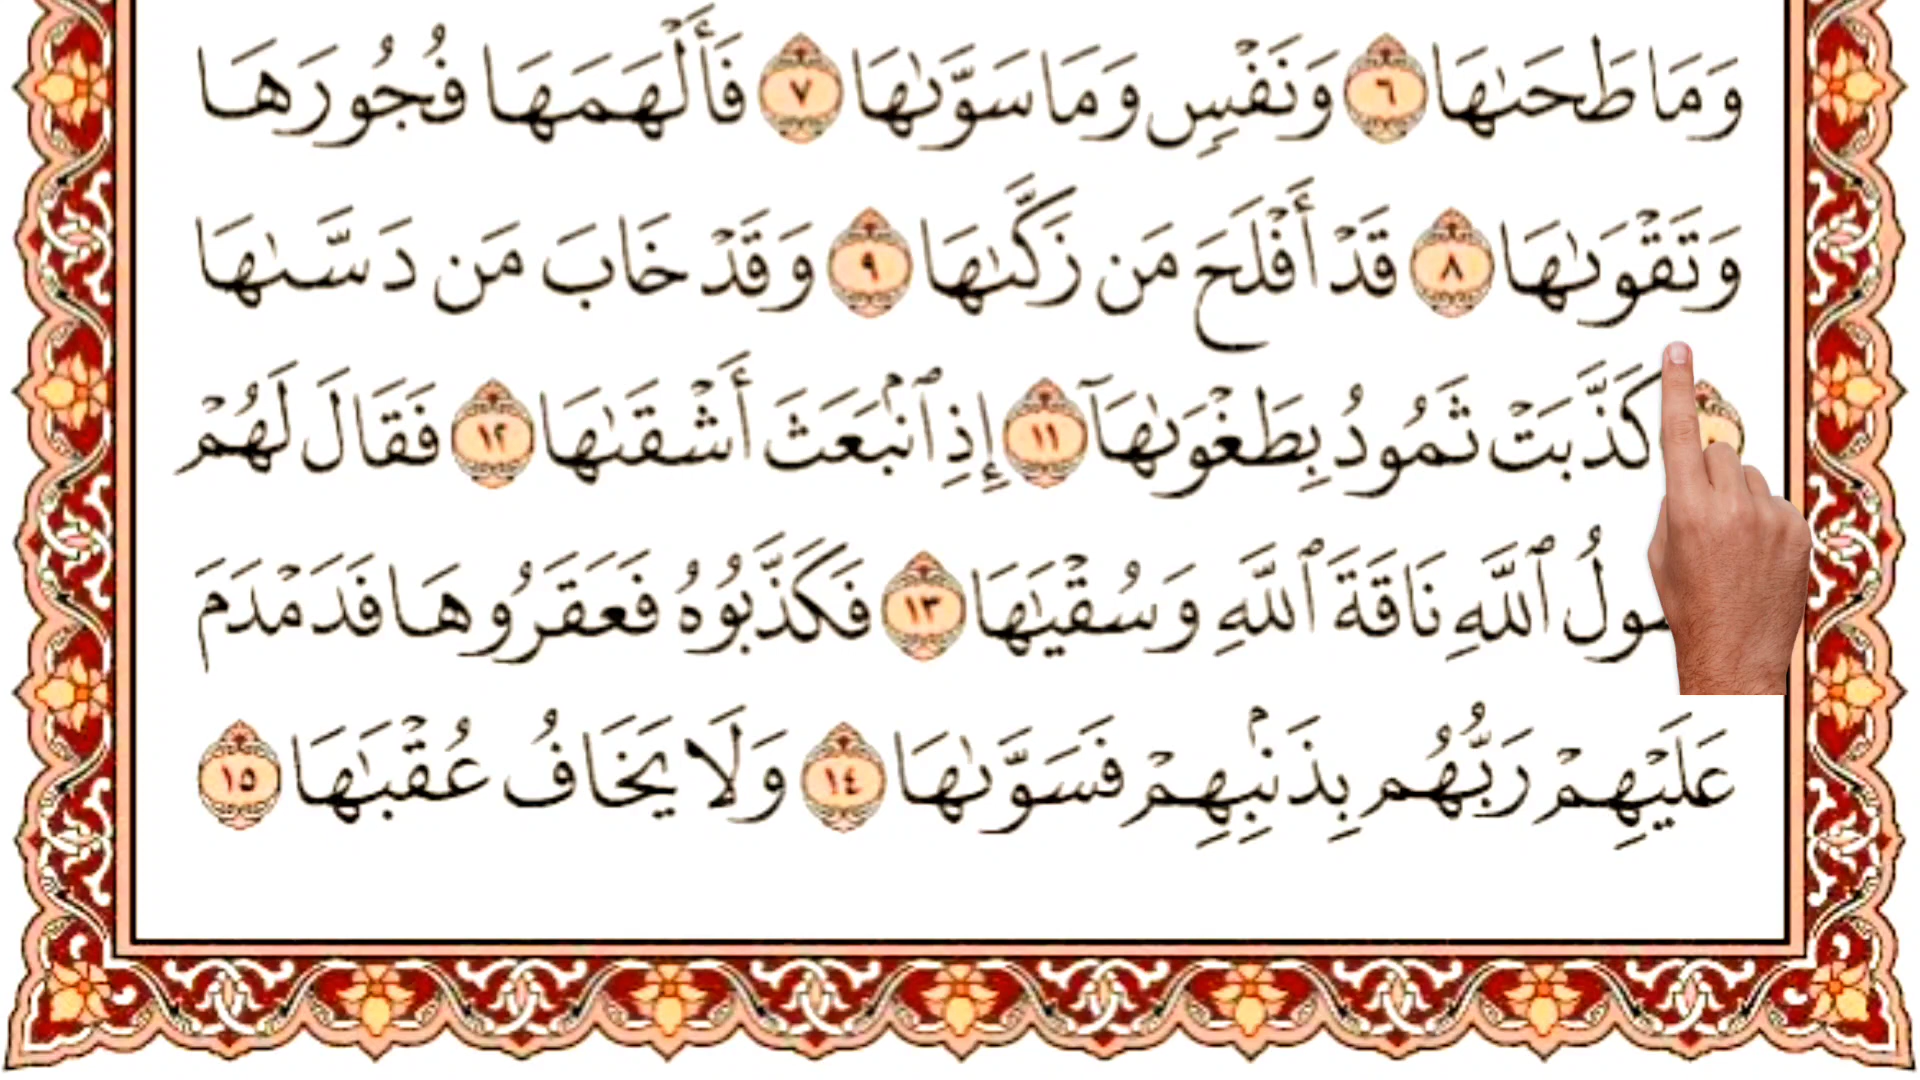 وَمَا طَحَىٰهَا ٦ وَنَفْسٍ وَمَا سَوَّىٰهَا ٧ فَأَلْهَمَهَا فُجُورَهَا
وَتَقْوَىٰهَا ٨ قَدْ أَفْلَحَ مَن زَكَّىٰهَا ٩ وَقَدْ خَابَ مَن دَسَّىٰهَا
كَذَّبَتْ ثَمُودُ بِطَغْوَىٰهَآ ١١ إِذِ ٱنۢبَعَثَ أَشْقَىٰهَا ١٢ فَقَالَ لَهُمْ
ٱللَّهِ نَاقَةَ ٱللَّهِ وَسُقْيَٰهَا ١٣ فَكَذَّبُوهُ فَعَقَرُوهَا فَدَمْدَمَ
عَلَيْهِمْ رَبُّهُم بِذَنۢبِهِمْ فَسَوَّىٰهَا ١٤ وَلَا يَخَافُ عُقْبَٰهَا ١٥